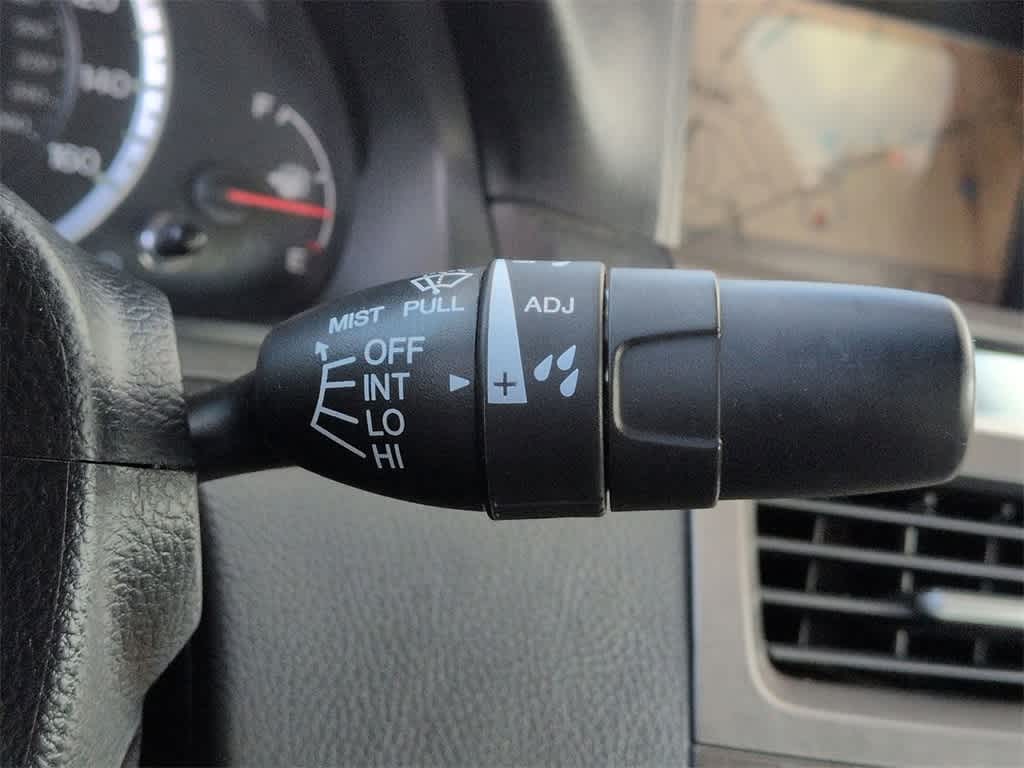 140
160
F
E
MIST PULL
ADJ
OFF
INT
+
LO
HI